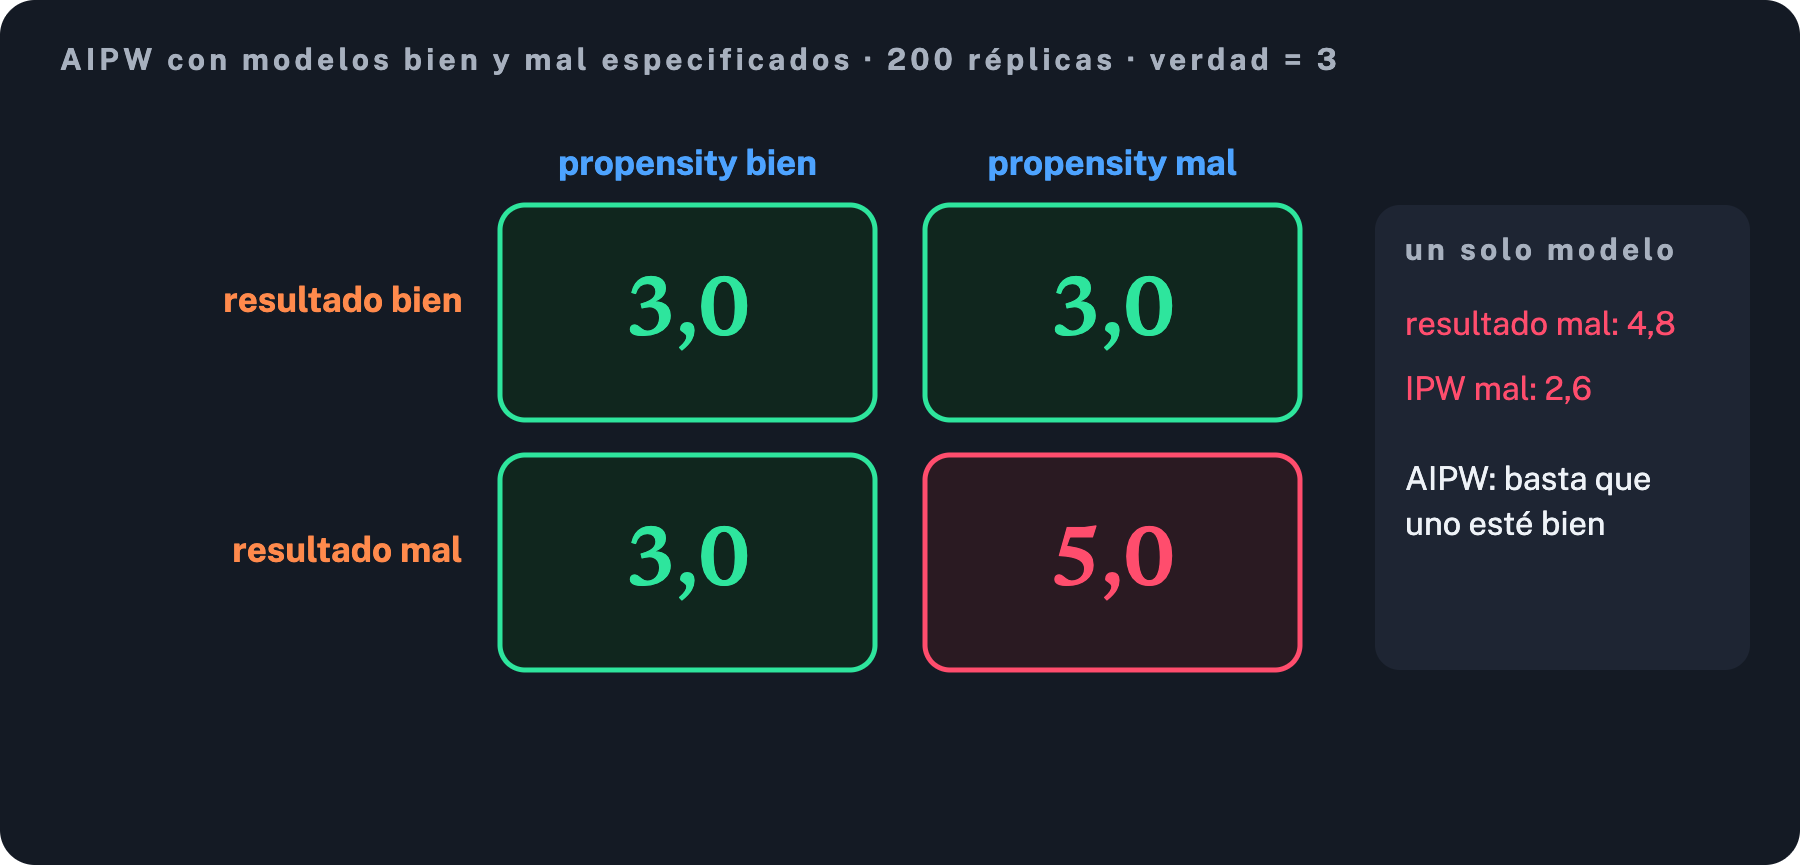 AIPW con modelos bien y mal especificados · 200 réplicas · verdad = 3
propensity bien
propensity mal
resultado bien
3,0
3,0
resultado mal
3,0
5,0
un solo modelo
resultado mal: 4,8
IPW mal: 2,6
AIPW: basta que
uno esté bien